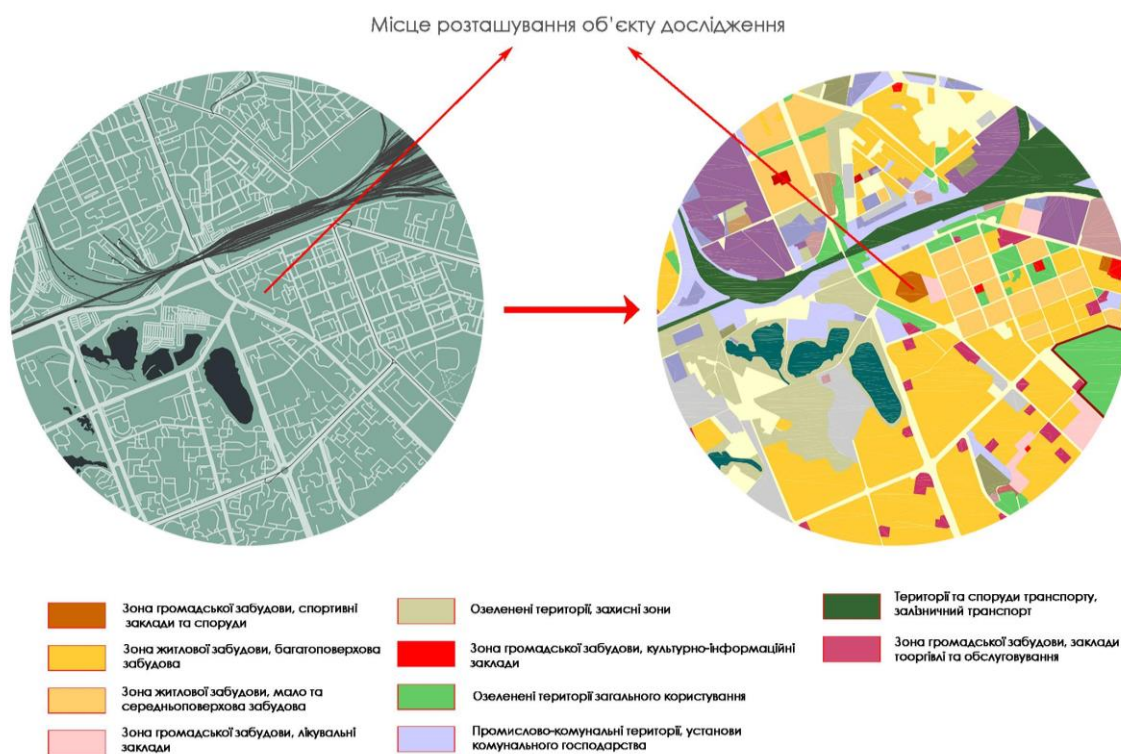 Місце розташування об’єкту дослідження
Зона громадської забудови, спортивні
заклади та споруди
Зона житлової забудови, багатоповерхова
забудова
Зона житлової забудови, мало та
середньоповерхова забудова
Зона громадської забудови, лікувальні
заклади
Озеленені території, захисні зони
Зона громадської забудови, культурно-інформаційні
заклади
Озеленені території загального користування
Промислово-комунальні території, установи
комунального господарства
Території та споруди транспорту,
залізничний транспорт
Зона громадської забудови, заклади
тооргівлі та обслуговування